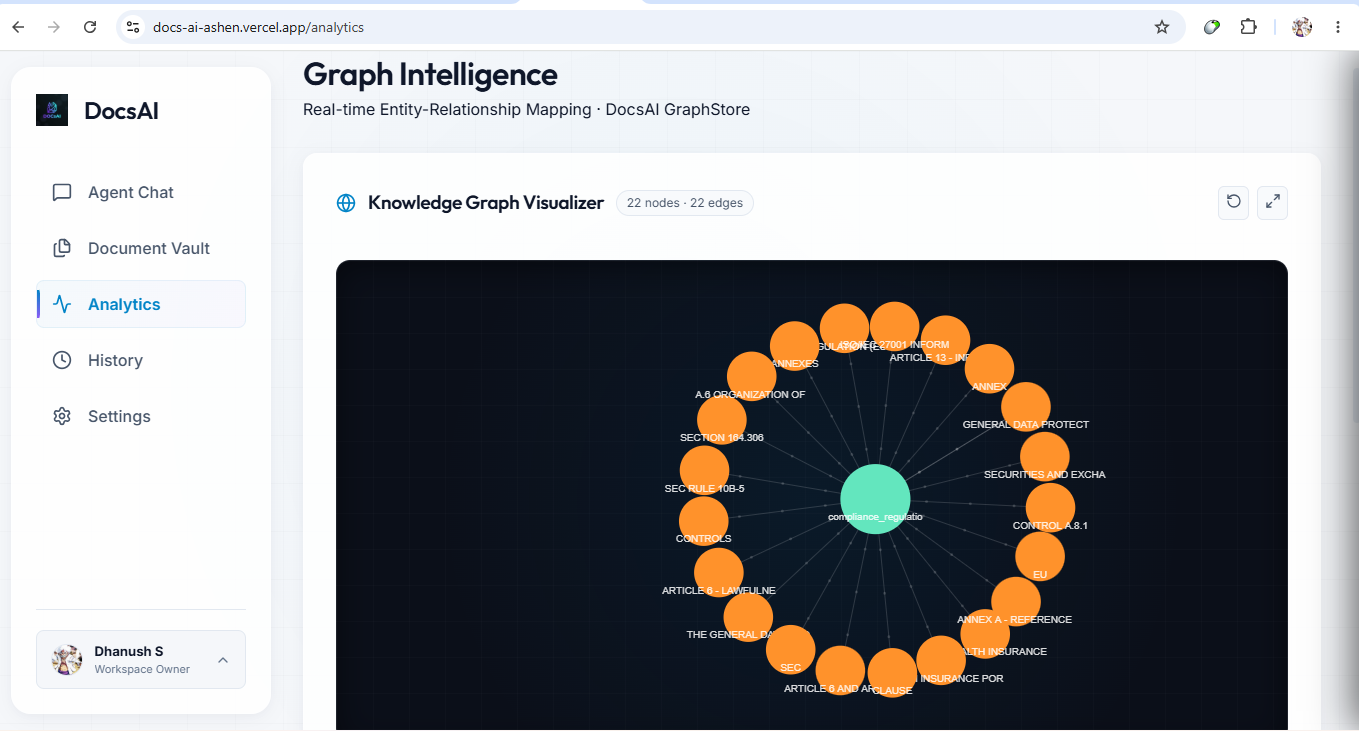 docs-ai-ashen.vercel.app/analytics
DocsAI
Agent Chat
Document Vault
Analytics
History
Settings
Dhanush S
Workspace Owner
Graph Intelligence
Real-time Entity-Relationship Mapping · DocsAI GraphStore
Knowledge Graph Visualizer
22 nodes · 22 edges
27001 INFORM
ARTICLE 13 - INF
ANNEXES
ANNEX
A.6 ORGANIZATION OF
GENERAL DATA PROTECT
SECTION 164.306
SECURITIES AND EXCHA
SEC RULE 10B-5
compliance_regulatio
CONTROL A.8.1
CONTROLS
EU
ARTICLE 6 - LAWFULNE
ANNEX A - REFERENCE
THE GENERAL DA
LTH INSURANCE
SEC
INSURANCE POR
ARTICLE 6 AND AR
CLAUSE